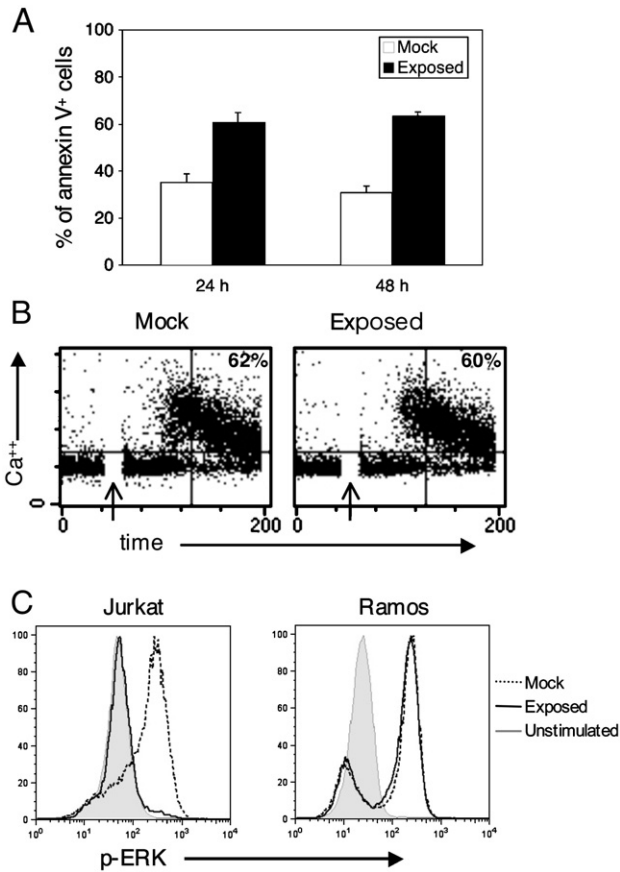 A
100
80
60
40
20
0
% of annexin V+ cells
Mock
Exposed
24 h
48 h
B
Mock
Exposed
62%
60%
Ca++
0
0
200
0
200
time
C
Jurkat
Ramos
100
80
60
40
20
0
10⁰
10¹
10²
10³
10⁴
100
80
60
40
20
0
10⁰
10¹
10²
10³
10⁴
Mock
Exposed
Unstimulated
p-ERK